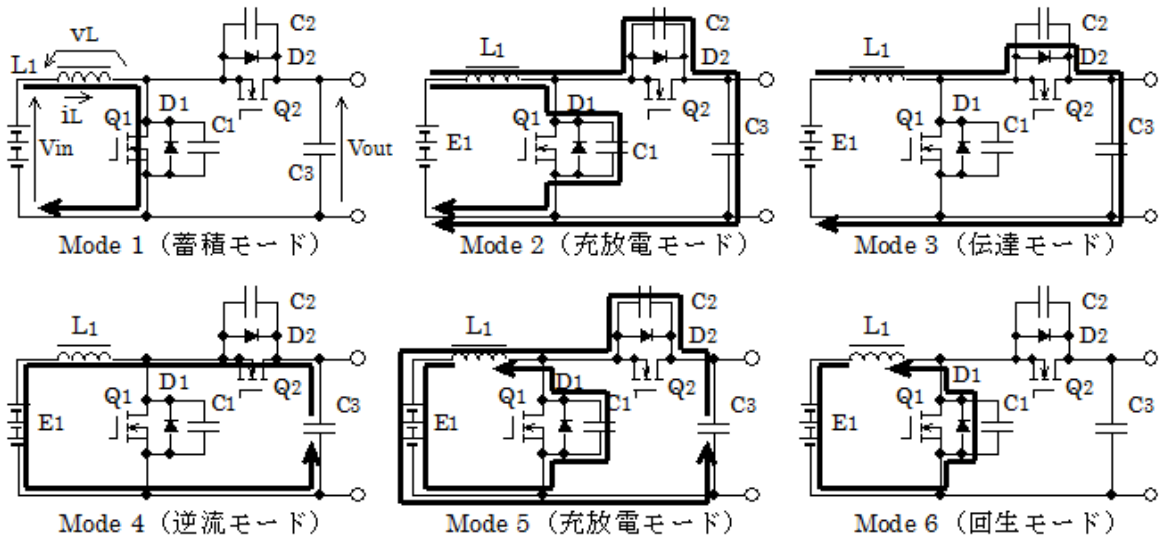 vL
L1
iL
Vin
Q1
D1
C1
C2
D2
Q2
C3
Vout
Mode 1 (蓄積モード)
L1
E1
Q1
D1
C1
C2
D2
Q2
C3
Mode 2 (充放電モード)
L1
E1
Q1
D1
C1
C2
D2
Q2
C3
Mode 3 (伝達モード)
L1
E1
Q1
D1
C1
C2
D2
Q2
C3
Mode 4 (逆流モード)
L1
E1
Q1
D1
C1
C2
D2
Q2
C3
Mode 5 (充放電モード)
L1
E1
Q1
D1
C1
C2
D2
Q2
C3
Mode 6 (回生モード)